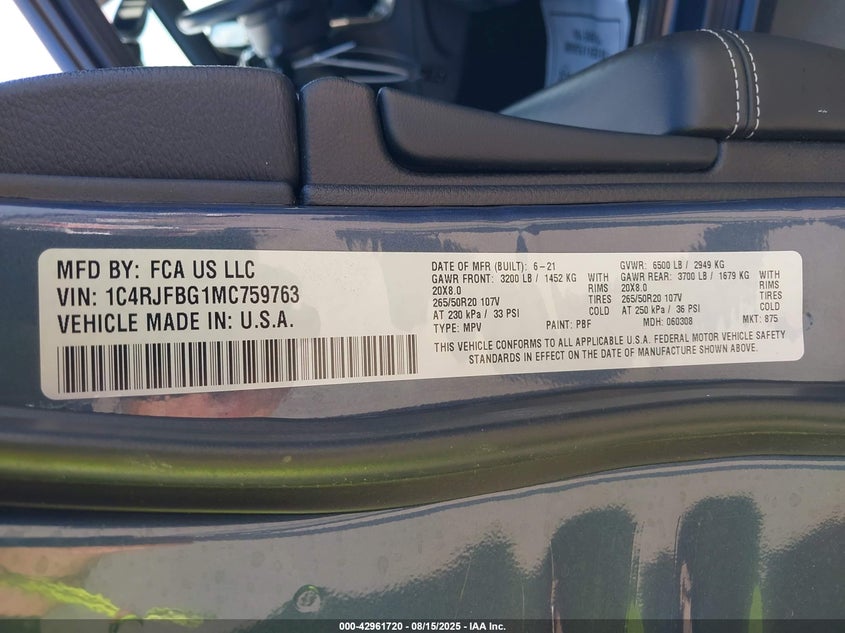 MFD BY: FCA US LLC
VIN: 1C4RJFBG1MC759763
VEHICLE MADE IN: U.S.A.
DATE OF MFR (BUILT): 6-21 GVWR: 6500 LB / 2949 KG
GAWR FRONT: 3200 LB / 1452 KG WITH GAWR REAR: 3700 LB / 1679 KG WITH
20X8.0 RIMS 20X8.0 RIMS
265/50R20 107V TIRES 265/50R20 107V TIRES
AT 230 kPa / 33 PSI COLD AT 250 kPa / 36 PSI COLD
TYPE: MPV PAINT: PBF MDH: 060308 MKT: 875
THIS VEHICLE CONFORMS TO ALL APPLICABLE U.S.A. FEDERAL MOTOR VEHICLE SAFETY
STANDARDS IN EFFECT ON THE DATE OF MANUFACTURE SHOWN ABOVE.
000-42961720 - 08/15/2025 - IAA Inc.